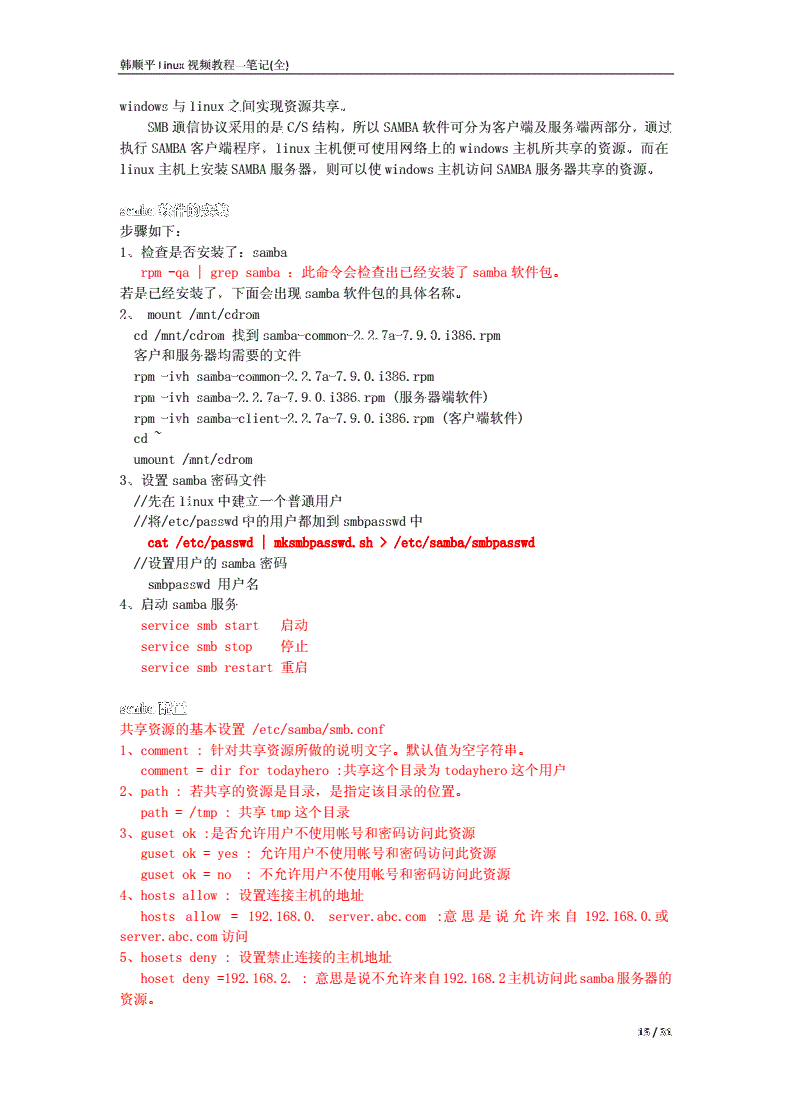 韩顺平 linux 视频教程—笔记(全)
windows 与 linux 之间实现资源共享。
SMB 通信协议采用的是 C/S 结构，所以 SAMBA 软件可分为客户端及服务端两部分，通过
执行 SAMBA 客户端程序，linux 主机便可使用网络上的 windows 主机所共享的资源。而在
linux 主机上安装 SAMBA 服务器，则可以使 windows 主机访问 SAMBA 服务器共享的资源。
samba 软件的安装
步骤如下：
1、检查是否安装了：samba
rpm -qa | grep samba ：此命令会检查出已经安装了 samba 软件包。
若是已经安装了，下面会出现 samba 软件包的具体名称。
2、 mount /mnt/cdrom
cd /mnt/cdrom 找到 samba-common-2.2.7a-7.9.0.i386.rpm
客户和服务器均需要的文件
rpm -ivh samba-common-2.2.7a-7.9.0.i386.rpm
rpm -ivh samba-2.2.7a-7.9.0.i386.rpm (服务器端软件)
rpm -ivh samba-client-2.2.7a-7.9.0.i386.rpm (客户端软件)
cd ~
umount /mnt/cdrom
3、设置 samba 密码文件
//先在 linux 中建立一个普通用户
//将/etc/passwd 中的用户都加到 smbpasswd 中
cat /etc/passwd | mksmbpasswd.sh > /etc/samba/smbpasswd
//设置用户的 samba 密码
smbpasswd 用户名
4、启动 samba 服务
service smb start 启动
service smb stop 停止
service smb restart 重启
samba 配置
共享资源的基本设置 /etc/samba/smb.conf
1、comment : 针对共享资源所做的说明文字。默认值为空字符串。
comment = dir for todayhero :共享这个目录为 todayhero 这个用户
2、path : 若共享的资源是目录，是指定该目录的位置。
path = /tmp : 共享 tmp 这个目录
3、guset ok :是否允许用户不使用帐号和密码访问此资源
guset ok = yes : 允许用户不使用帐号和密码访问此资源
guset ok = no : 不允许用户不使用帐号和密码访问此资源
4、hosts allow : 设置连接主机的地址
hosts allow = 192.168.0. server.abc.com :意思是说允许来自 192.168.0.或
server.abc.com 访问
5、hosets deny : 设置禁止连接的主机地址
hoset deny =192.168.2. : 意思是说不允许来自 192.168.2 主机访问此 samba 服务器的
资源。
15 / 31